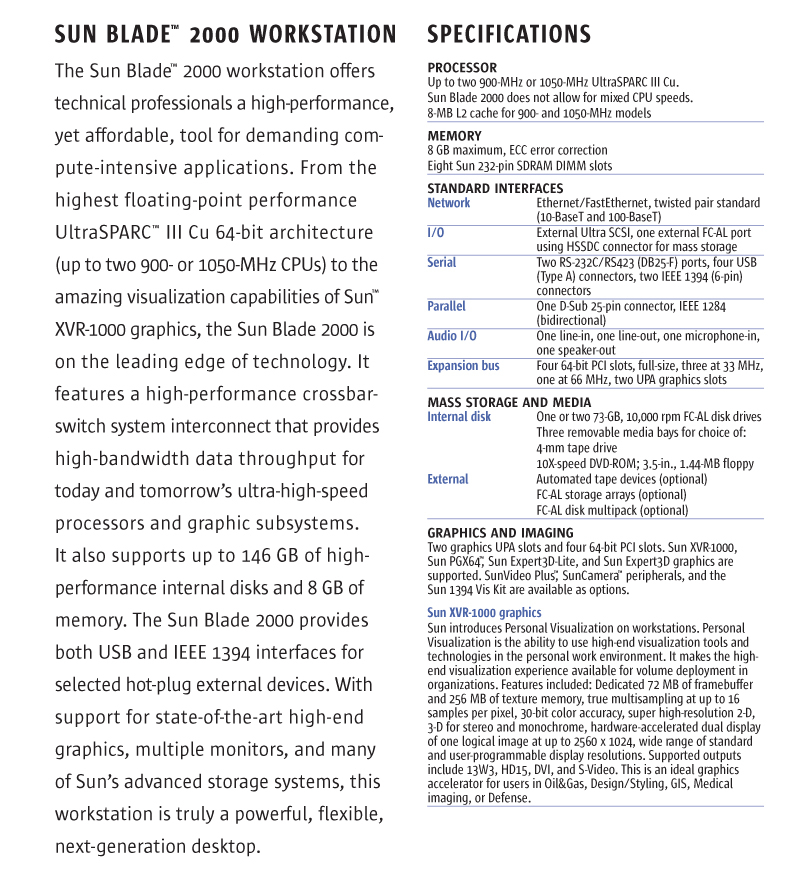 SUN BLADE™ 2000 WORKSTATION
The Sun Blade™ 2000 workstation offers
technical professionals a high-performance,
yet affordable, tool for demanding com-
pute-intensive applications. From the
highest floating-point performance
UltraSPARC™ III Cu 64-bit architecture
(up to two 900- or 1050-MHz CPUs) to the
amazing visualization capabilities of Sun™
XVR-1000 graphics, the Sun Blade 2000 is
on the leading edge of technology. It
features a high-performance crossbar-
switch system interconnect that provides
high-bandwidth data throughput for
today and tomorrow's ultra-high-speed
processors and graphic subsystems.
It also supports up to 146 GB of high-
performance internal disks and 8 GB of
memory. The Sun Blade 2000 provides
both USB and IEEE 1394 interfaces for
selected hot-plug external devices. With
support for state-of-the-art high-end
graphics, multiple monitors, and many
of Sun's advanced storage systems, this
workstation is truly a powerful, flexible,
next-generation desktop.
SPECIFICATIONS
PROCESSOR
Up to two 900-MHz or 1050-MHz UltraSPARC III Cu.
Sun Blade 2000 does not allow for mixed CPU speeds.
8-MB L2 cache for 900- and 1050-MHz models
MEMORY
8 GB maximum, ECC error correction
Eight Sun 232-pin SDRAM DIMM slots
STANDARD INTERFACES
Network Ethernet/FastEthernet, twisted pair standard
(10-BaseT and 100-BaseT)
I/O External Ultra SCSI, one external FC-AL port
using HSSDC connector for mass storage
Serial Two RS-232C/RS423 (DB25-F) ports, four USB
(Type A) connectors, two IEEE 1394 (6-pin)
connectors
Parallel One D-Sub 25-pin connector, IEEE 1284
(bidirectional)
Audio I/O One line-in, one line-out, one microphone-in,
one speaker-out
Expansion bus Four 64-bit PCI slots, full-size, three at 33 MHz,
one at 66 MHz, two UPA graphics slots
MASS STORAGE AND MEDIA
Internal disk One or two 73-GB, 10,000 rpm FC-AL disk drives
Three removable media bays for choice of:
4-mm tape drive
10X-speed DVD-ROM; 3.5-in., 1.44-MB floppy
External Automated tape devices (optional)
FC-AL storage arrays (optional)
FC-AL disk multipack (optional)
GRAPHICS AND IMAGING
Two graphics UPA slots and four 64-bit PCI slots. Sun XVR-1000,
Sun PGX64™, Sun Expert3D-Lite, and Sun Expert3D graphics are
supported. SunVideo Plus™, SunCamera™ peripherals, and the
Sun 1394 Vis Kit are available as options.
Sun XVR-1000 graphics
Sun introduces Personal Visualization on workstations. Personal
Visualization is the ability to use high-end visualization tools and
technologies in the personal work environment. It makes the high-
end visualization experience available for volume deployment in
organizations. Features included: Dedicated 72 MB of framebuffer
and 256 MB of texture memory, true multisampling at up to 16
samples per pixel, 30-bit color accuracy, super high-resolution 2-D,
3-D for stereo and monochrome, hardware-accelerated dual display
of one logical image at up to 2560 x 1024, wide range of standard
and user-programmable display resolutions. Supported outputs
include 13W3, HD15, DVI, and S-Video. This is an ideal graphics
accelerator for users in Oil&Gas, Design/Styling, GIS, Medical
imaging, or Defense.